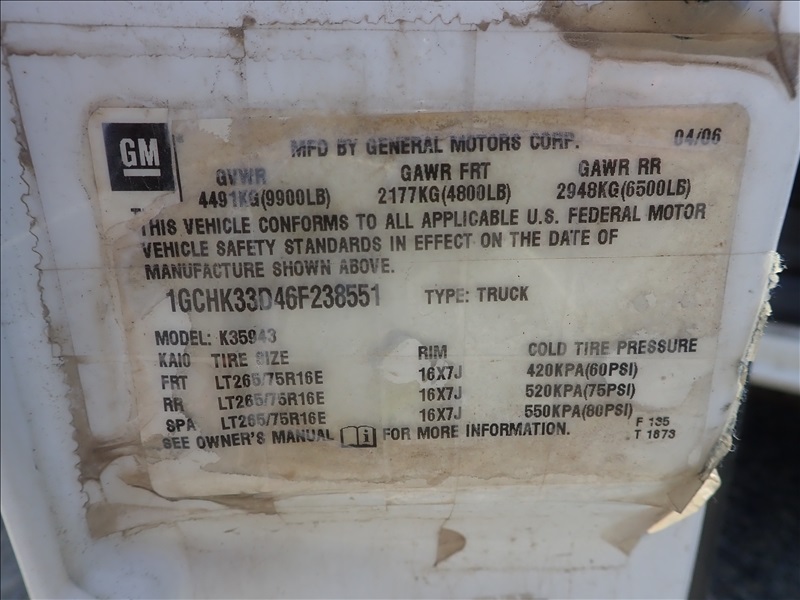 GM
MFD BY GENERAL MOTORS CORP. 04/06
GVWR GAWR FRT GAWR RR
4491KG(9900LB) 2177KG(4800LB) 2948KG(6500LB)
THIS VEHICLE CONFORMS TO ALL APPLICABLE U.S. FEDERAL MOTOR
VEHICLE SAFETY STANDARDS IN EFFECT ON THE DATE OF
MANUFACTURE SHOWN ABOVE.
1GCHK33D46F238551 TYPE: TRUCK
MODEL: K35943
KAIO TIRE SIZE RIM COLD TIRE PRESSURE
FRT LT265/75R16E 16X7J 420KPA(60PSI)
RR LT265/75R16E 16X7J 520KPA(75PSI)
SPA LT265/75R16E 16X7J 550KPA(80PSI)
SEE OWNER'S MANUAL FOR MORE INFORMATION.
F 135
T 1673